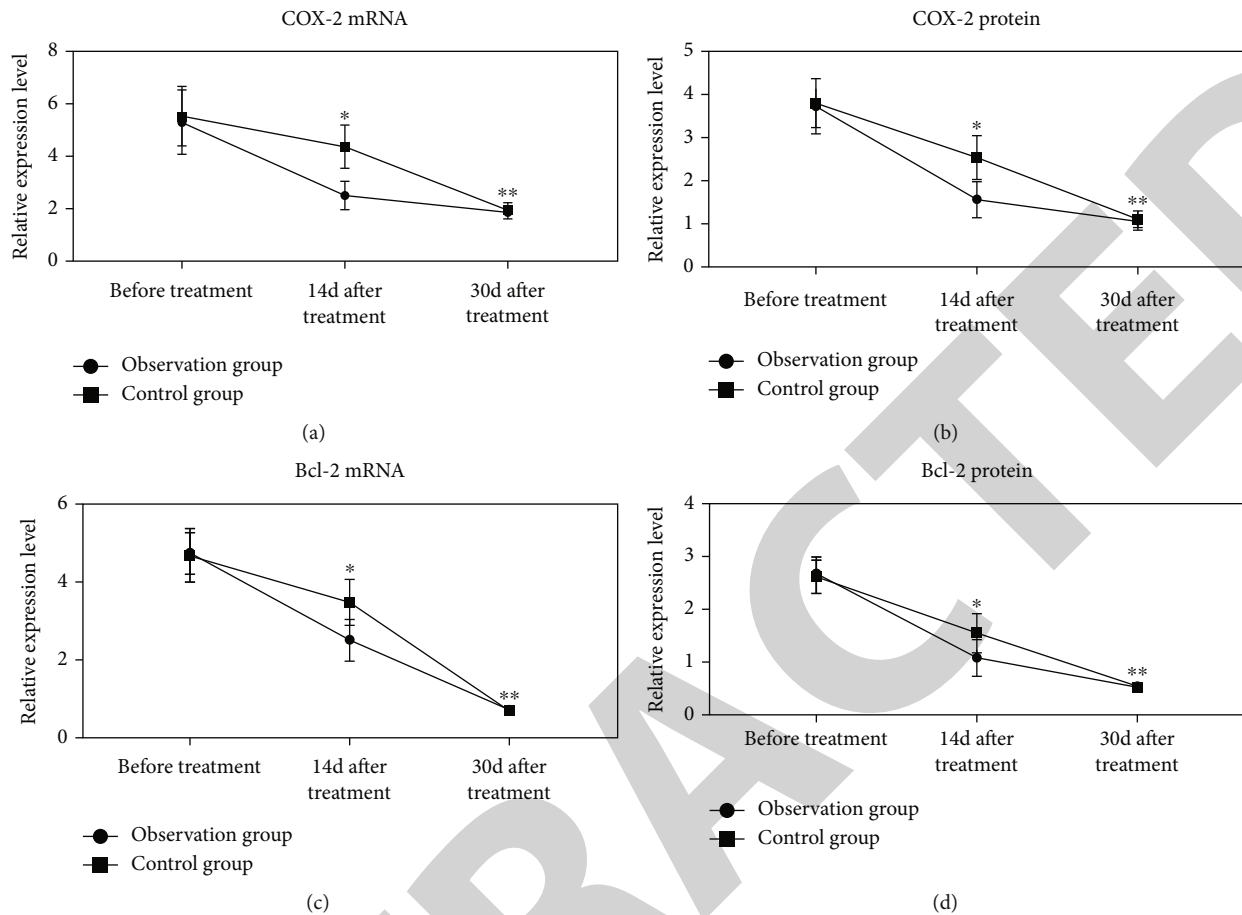 COX-2 mRNA
Relative expression level
8
6
4
2
0
*
**
Before treatment
14d after
treatment
30d after
treatment
Observation group
Control group
(a)
COX-2 protein
Relative expression level
5
4
3
2
1
0
*
**
Before treatment
14d after
treatment
30d after
treatment
Observation group
Control group
(b)
Bcl-2 mRNA
Relative expression level
6
4
2
0
*
**
Before treatment
14d after
treatment
30d after
treatment
Observation group
Control group
(c)
Bcl-2 protein
Relative expression level
4
3
2
1
0
*
**
Before treatment
14d after
treatment
30d after
treatment
Observation group
Control group
(d)
RACTED